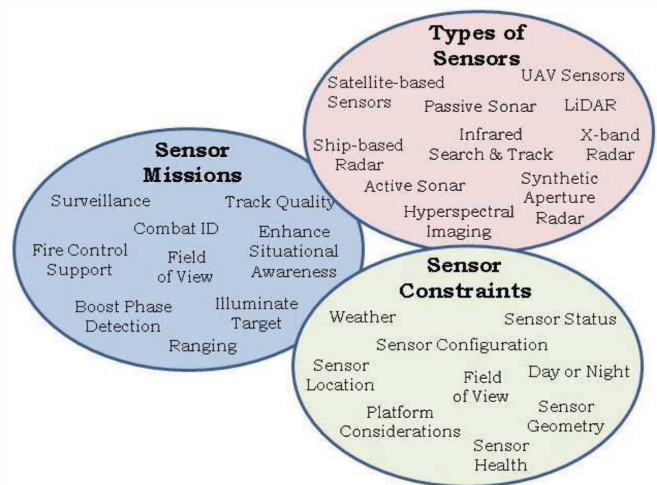 Types of
Sensors
Satellite-based
Sensors
UAV Sensors
Passive Sonar
LiDAR
Ship-based
Radar
Infrared
Search & Track
X-band
Radar
Active Sonar
Synthetic
Aperture
Radar
Hyperspectral
Imaging
Sensor
Missions
Surveillance
Track Quality
Combat ID
Enhance
Situational
Awareness
Fire Control
Support
Field
of View
Boost Phase
Detection
Illuminate
Target
Ranging
Sensor
Constraints
Weather
Sensor Status
Sensor Configuration
Sensor
Location
Field
of View
Day or Night
Platform
Considerations
Sensor
Geometry
Sensor
Health